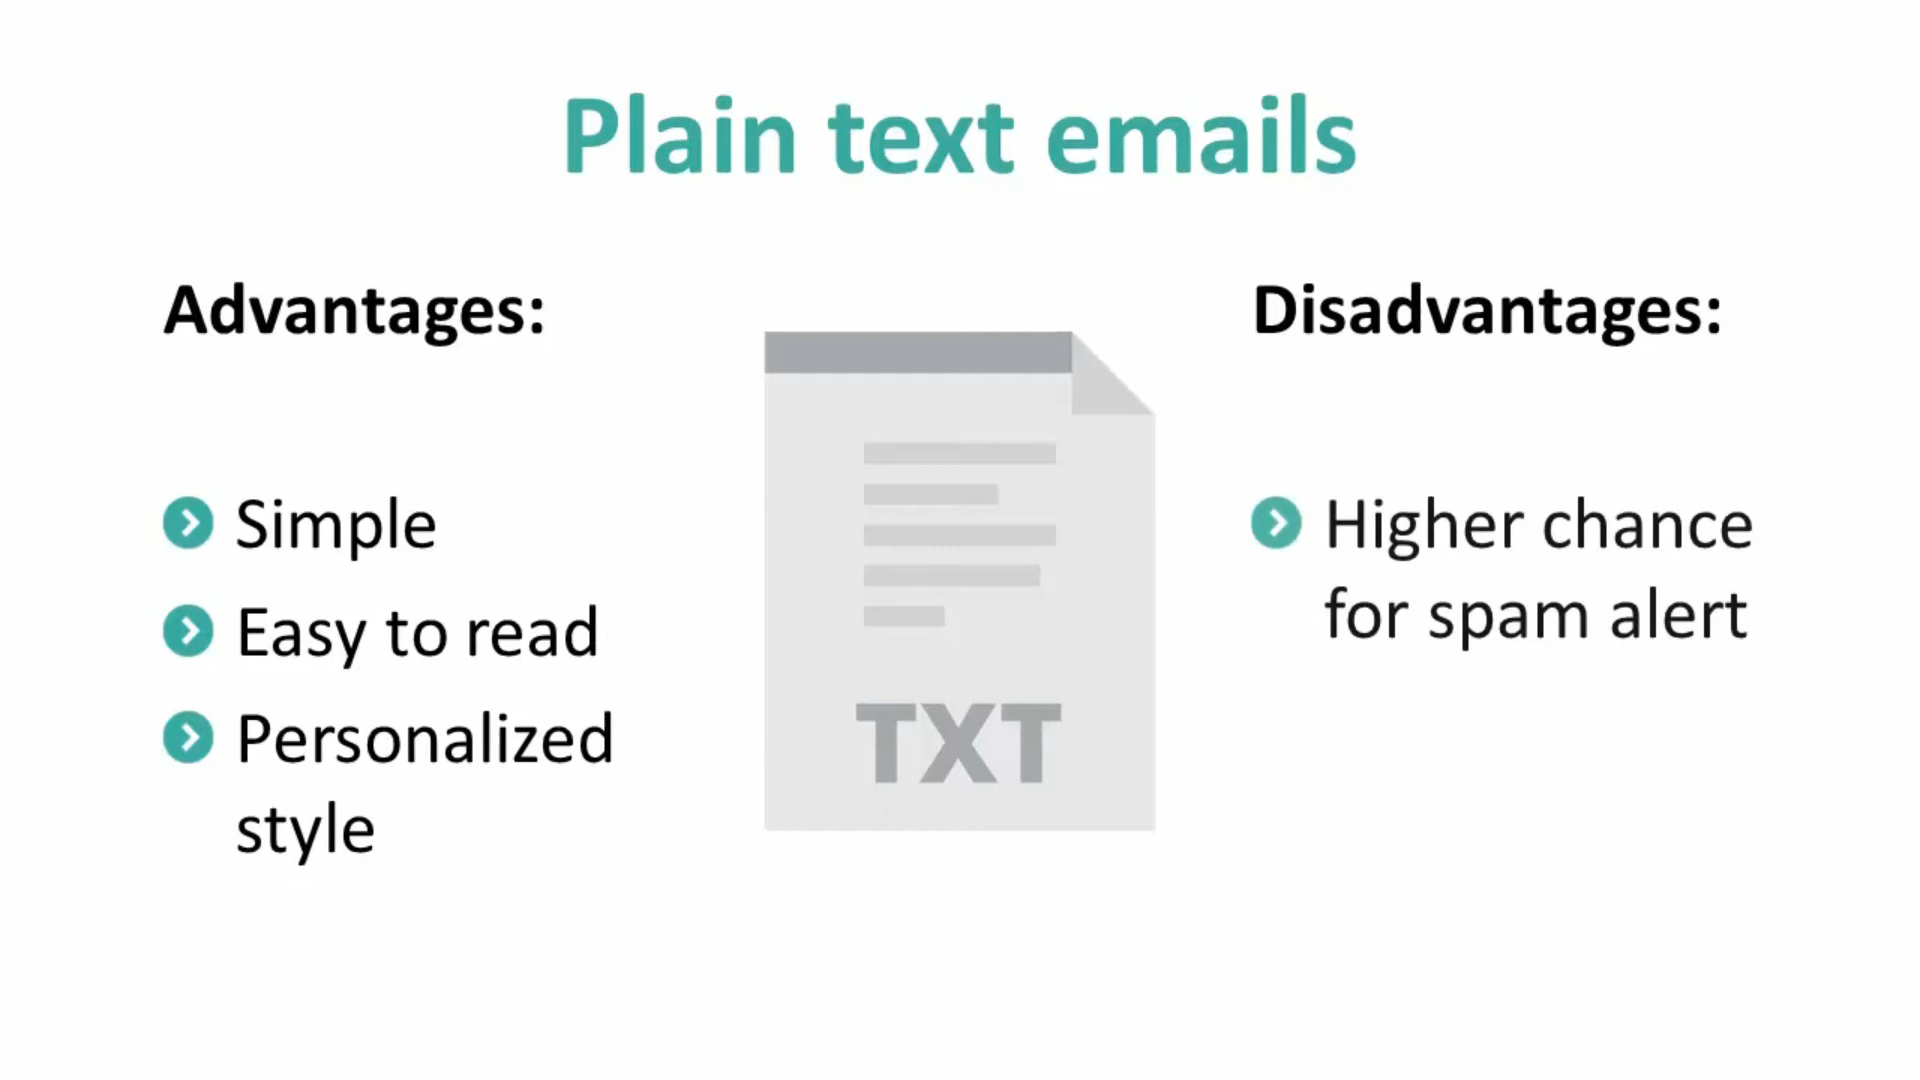 Plain text emails
Advantages:
Simple
Easy to read
Personalized
style
TXT
Disadvantages:
Higher chance
for spam alert